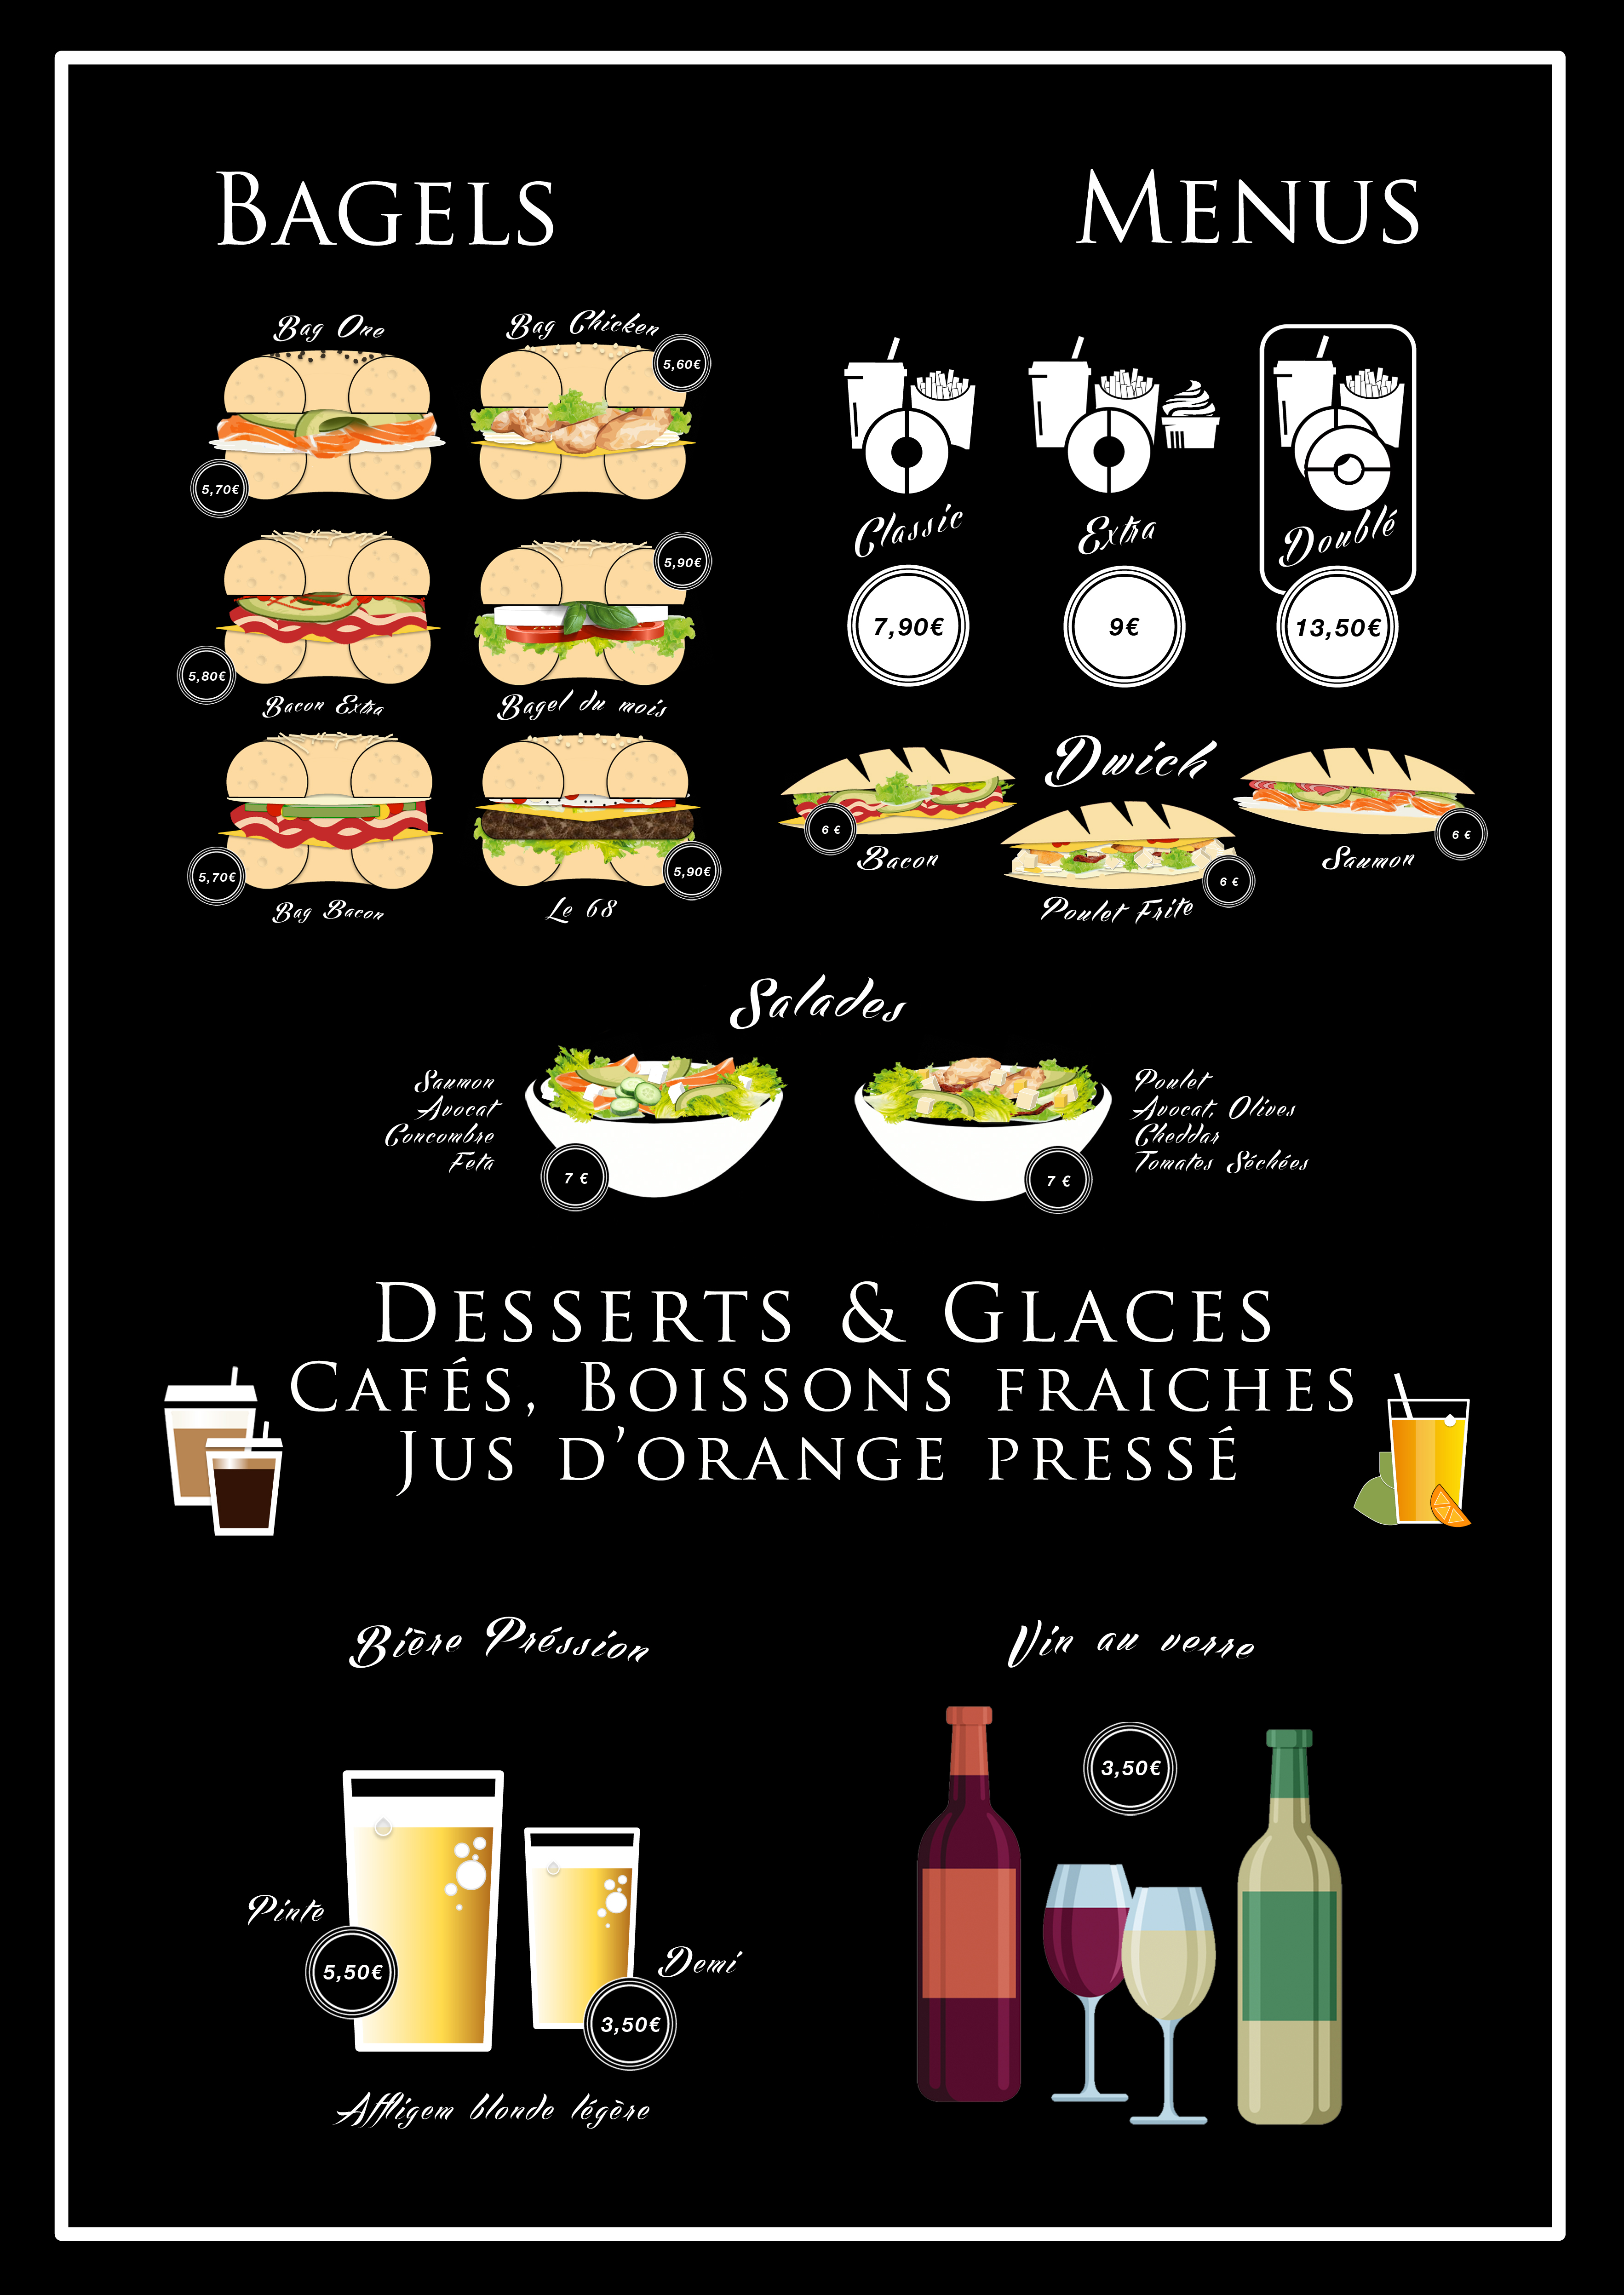 BAGELS
Bag One
5,70€
Bag Chicken
5,60€
5,80€
Bacon Extra
5,90€
Bagel du mois
5,70€
Bag Bacon
5,90€
Le 68
MENUS
Classic
7,90€
Extra
9€
Doublé
13,50€
Dwich
6 €
Bacon
6 €
Poulet Frite
6 €
Saumon
Salades
Saumon
Avocat
Concombre
Feta
7 €
7 €
Poulet
Avocat, Olives
Cheddar
Tomates Séchées
DESSERTS & GLACES
CAFÉS, BOISSONS FRAICHES
JUS D'ORANGE PRESSÉ
Bière Préssion
Pinte
5,50€
Demi
3,50€
Affligem blonde légère
Vin au verre
3,50€